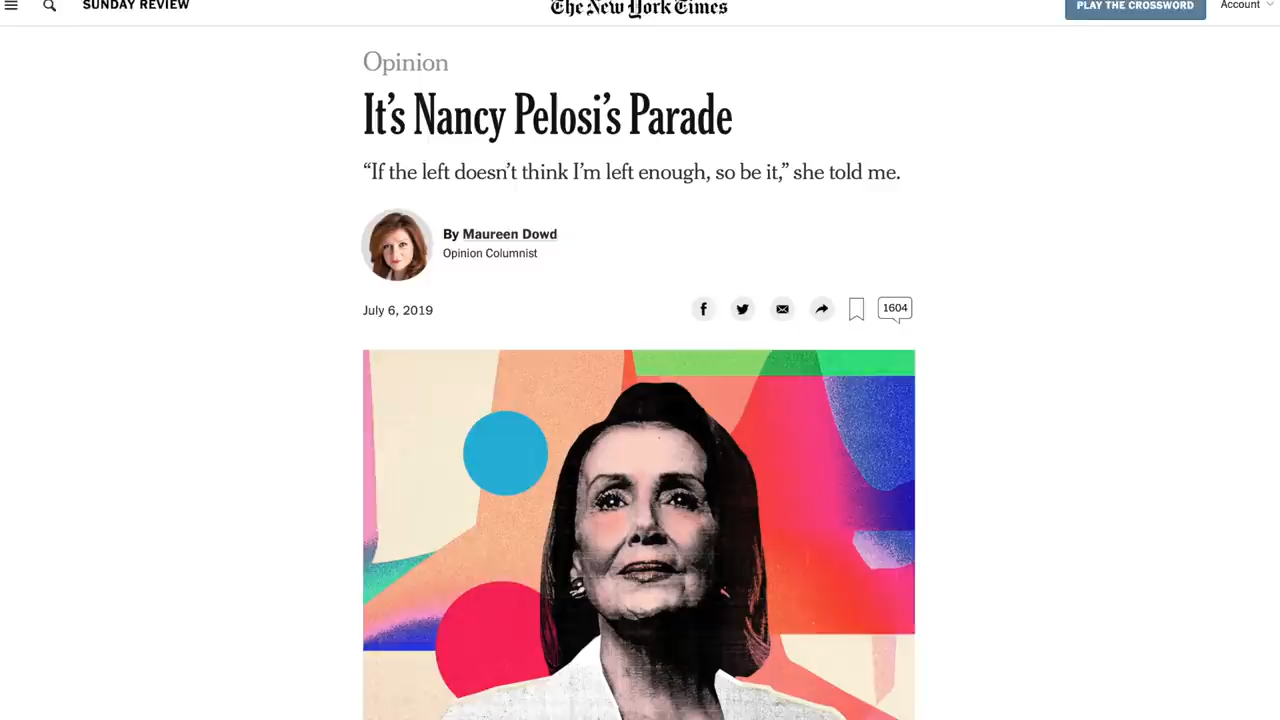 SUNDAY REVIEW
The New York Times
PLAY THE CROSSWORD
Account
Opinion
It’s Nancy Pelosi’s Parade
“If the left doesn’t think I’m left enough, so be it,” she told me.
By Maureen Dowd
Opinion Columnist
July 6, 2019
1604